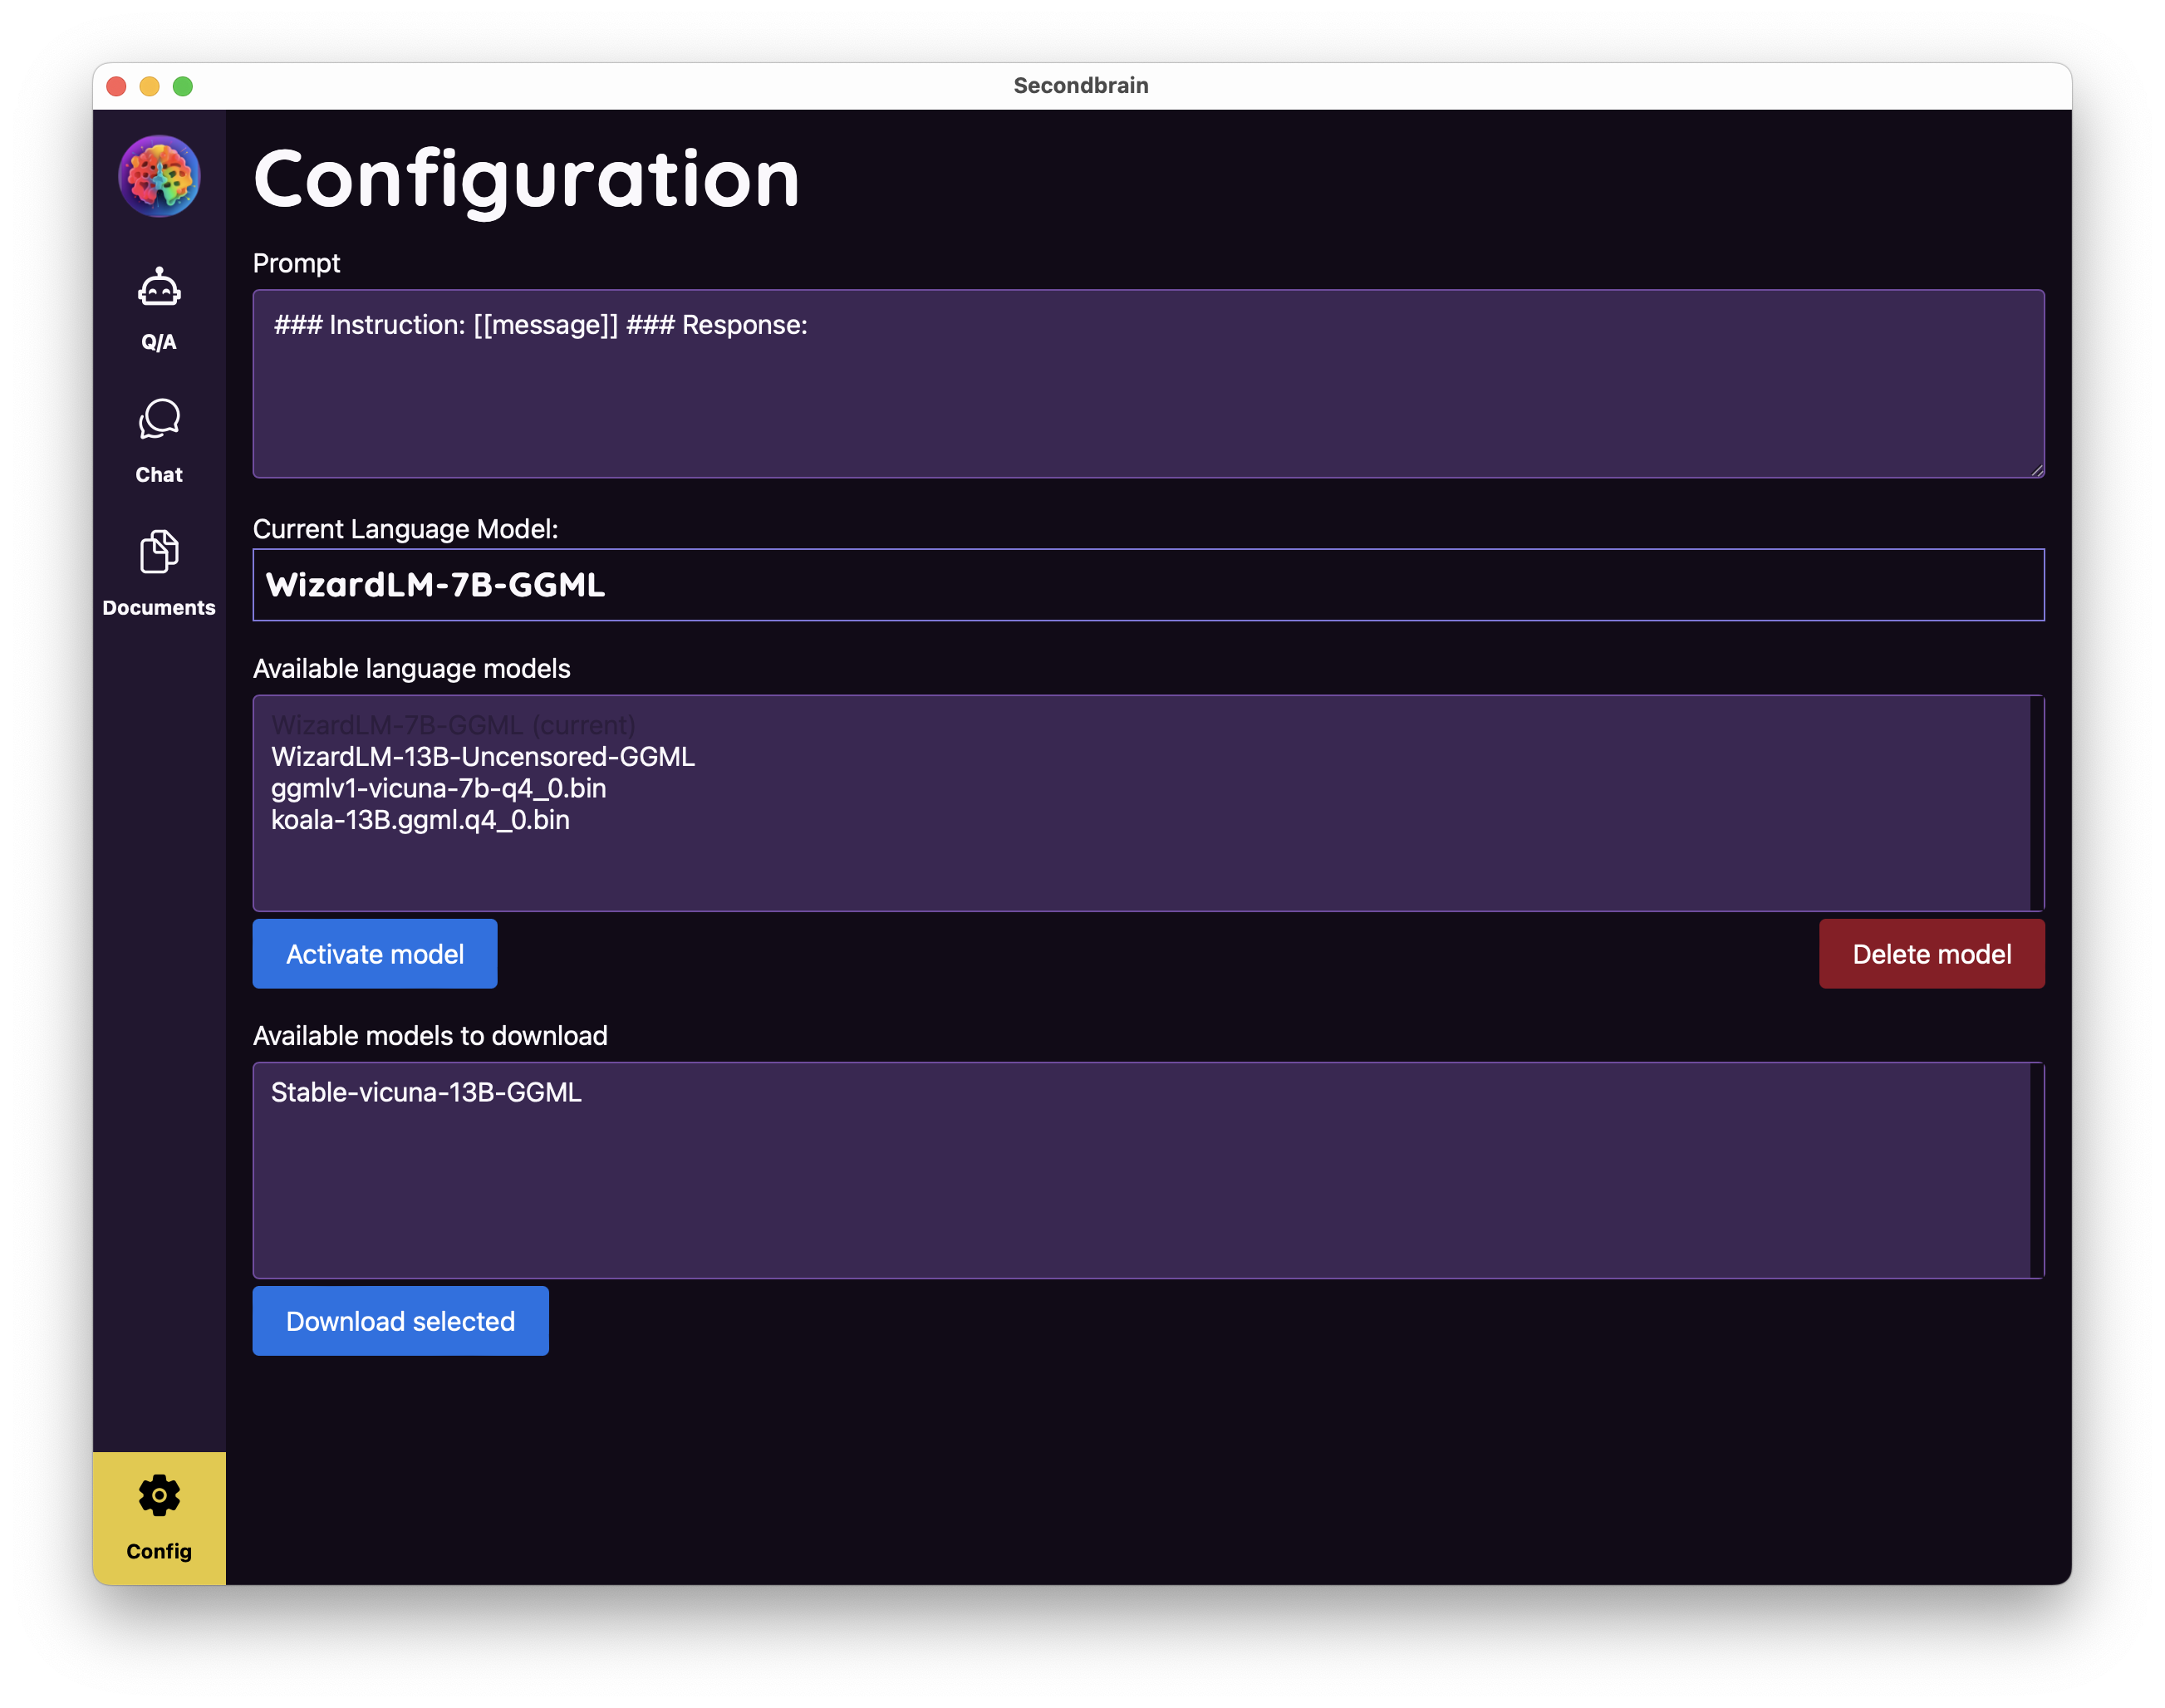 Secondbrain
Q/A
Chat
Documents
Config
Configuration
Prompt
### Instruction: [[message]] ### Response:
Current Language Model:
WizardLM-7B-GGML
Available language models
WizardLM-7B-GGML (current)
WizardLM-13B-Uncensored-GGML
ggmlv1-vicuna-7b-q4_0.bin
koala-13B.ggml.q4_0.bin
Activate model
Delete model
Available models to download
Stable-vicuna-13B-GGML
Download selected